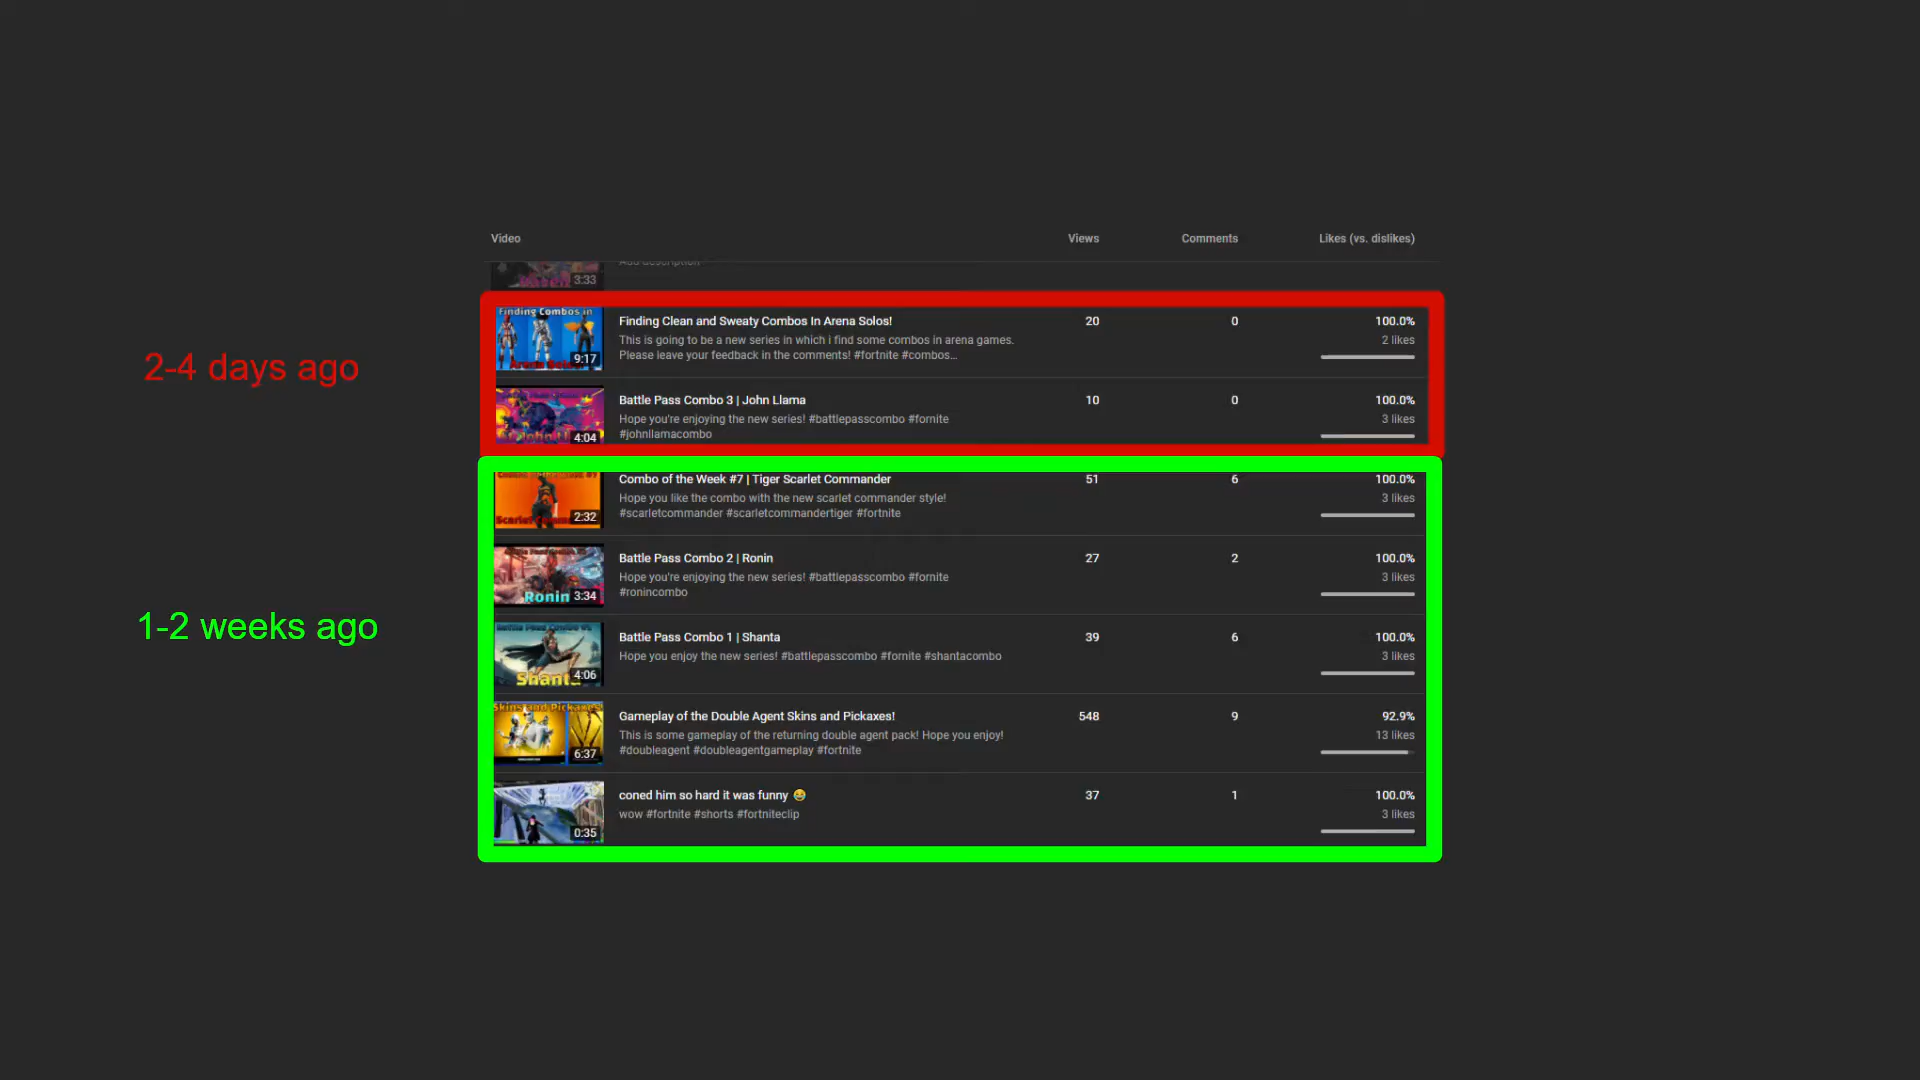 Video Views Comments Likes (vs. dislikes)
Add description
3:33
Finding Combos in
9:17
Finding Clean and Sweaty Combos In Arena Solos! 20 0 100.0%
This is going to be a new series in which i find some combos in arena games. 2 likes
Please leave your feedback in the comments! #fortnite #combos...
2-4 days ago
Battle Pass Combo 3 | John Llama 10 0 100.0%
Hope you're enjoying the new series! #battlepasscombo #fornite 3 likes
#johnllamacombo
4:04
Combo of the Week #7 | Tiger Scarlet Commander 51 6 100.0%
Hope you like the combo with the new scarlet commander style! 3 likes
#scarletcommander #scarletcommandertiger #fortnite
2:32
Battle Pass Combo 2 | Ronin 27 2 100.0%
Hope you're enjoying the new series! #battlepasscombo #fornite 3 likes
#ronincombo
Ronin 3:34
1-2 weeks ago
Battle Pass Combo 1 | Shanta 39 6 100.0%
Hope you enjoy the new series! #battlepasscombo #fornite #shantacombo 3 likes
Shanta 4:06
Skins and Pickaxes!
Gameplay of the Double Agent Skins and Pickaxes! 548 9 92.9%
This is some gameplay of the returning double agent pack! Hope you enjoy! 13 likes
#doubleagent #doubleagentgameplay #fortnite
6:37
coned him so hard it was funny 😂 37 1 100.0%
wow #fortnite #shorts #fortniteclip 3 likes
0:35